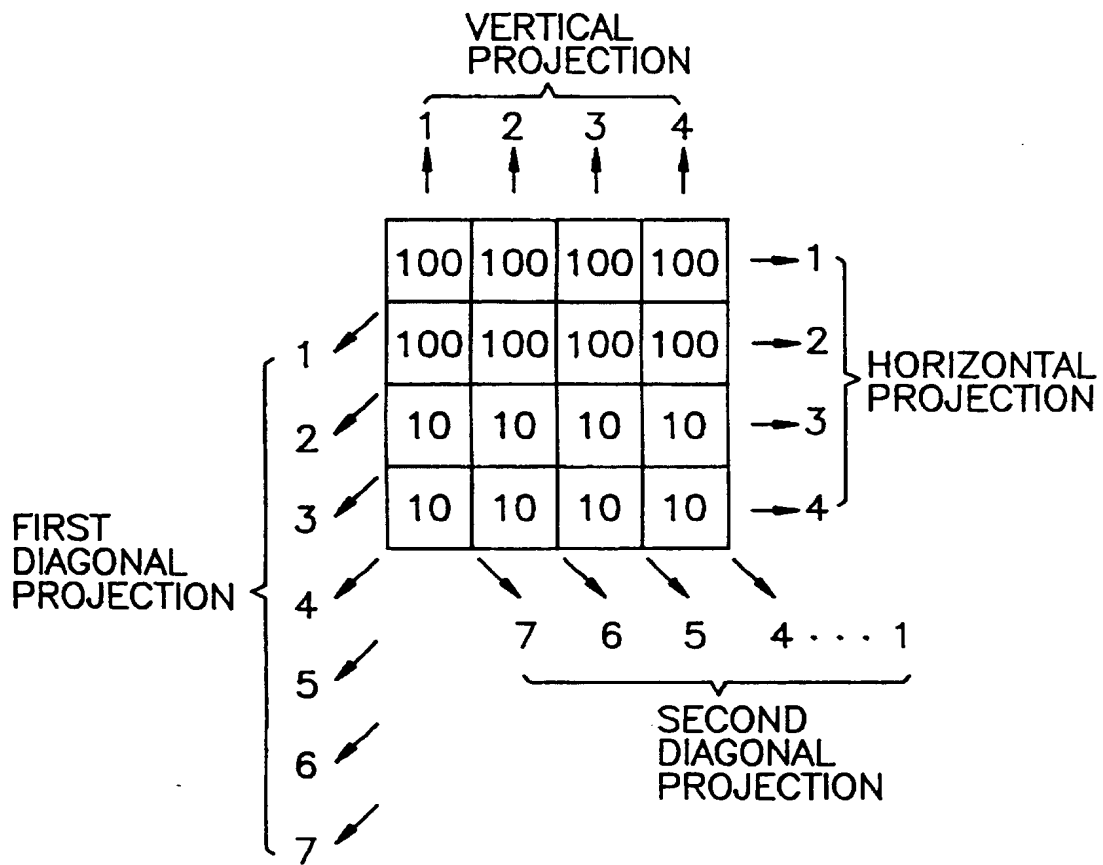 VERTICAL
PROJECTION
1 2 3 4
100 100 100 100 1
100 100 100 100 2
10 10 10 10 3
10 10 10 10 4
HORIZONTAL
PROJECTION
1
2
3
4
5
6
7
FIRST
DIAGONAL
PROJECTION
7 6 5 4 · · · 1
SECOND
DIAGONAL
PROJECTION